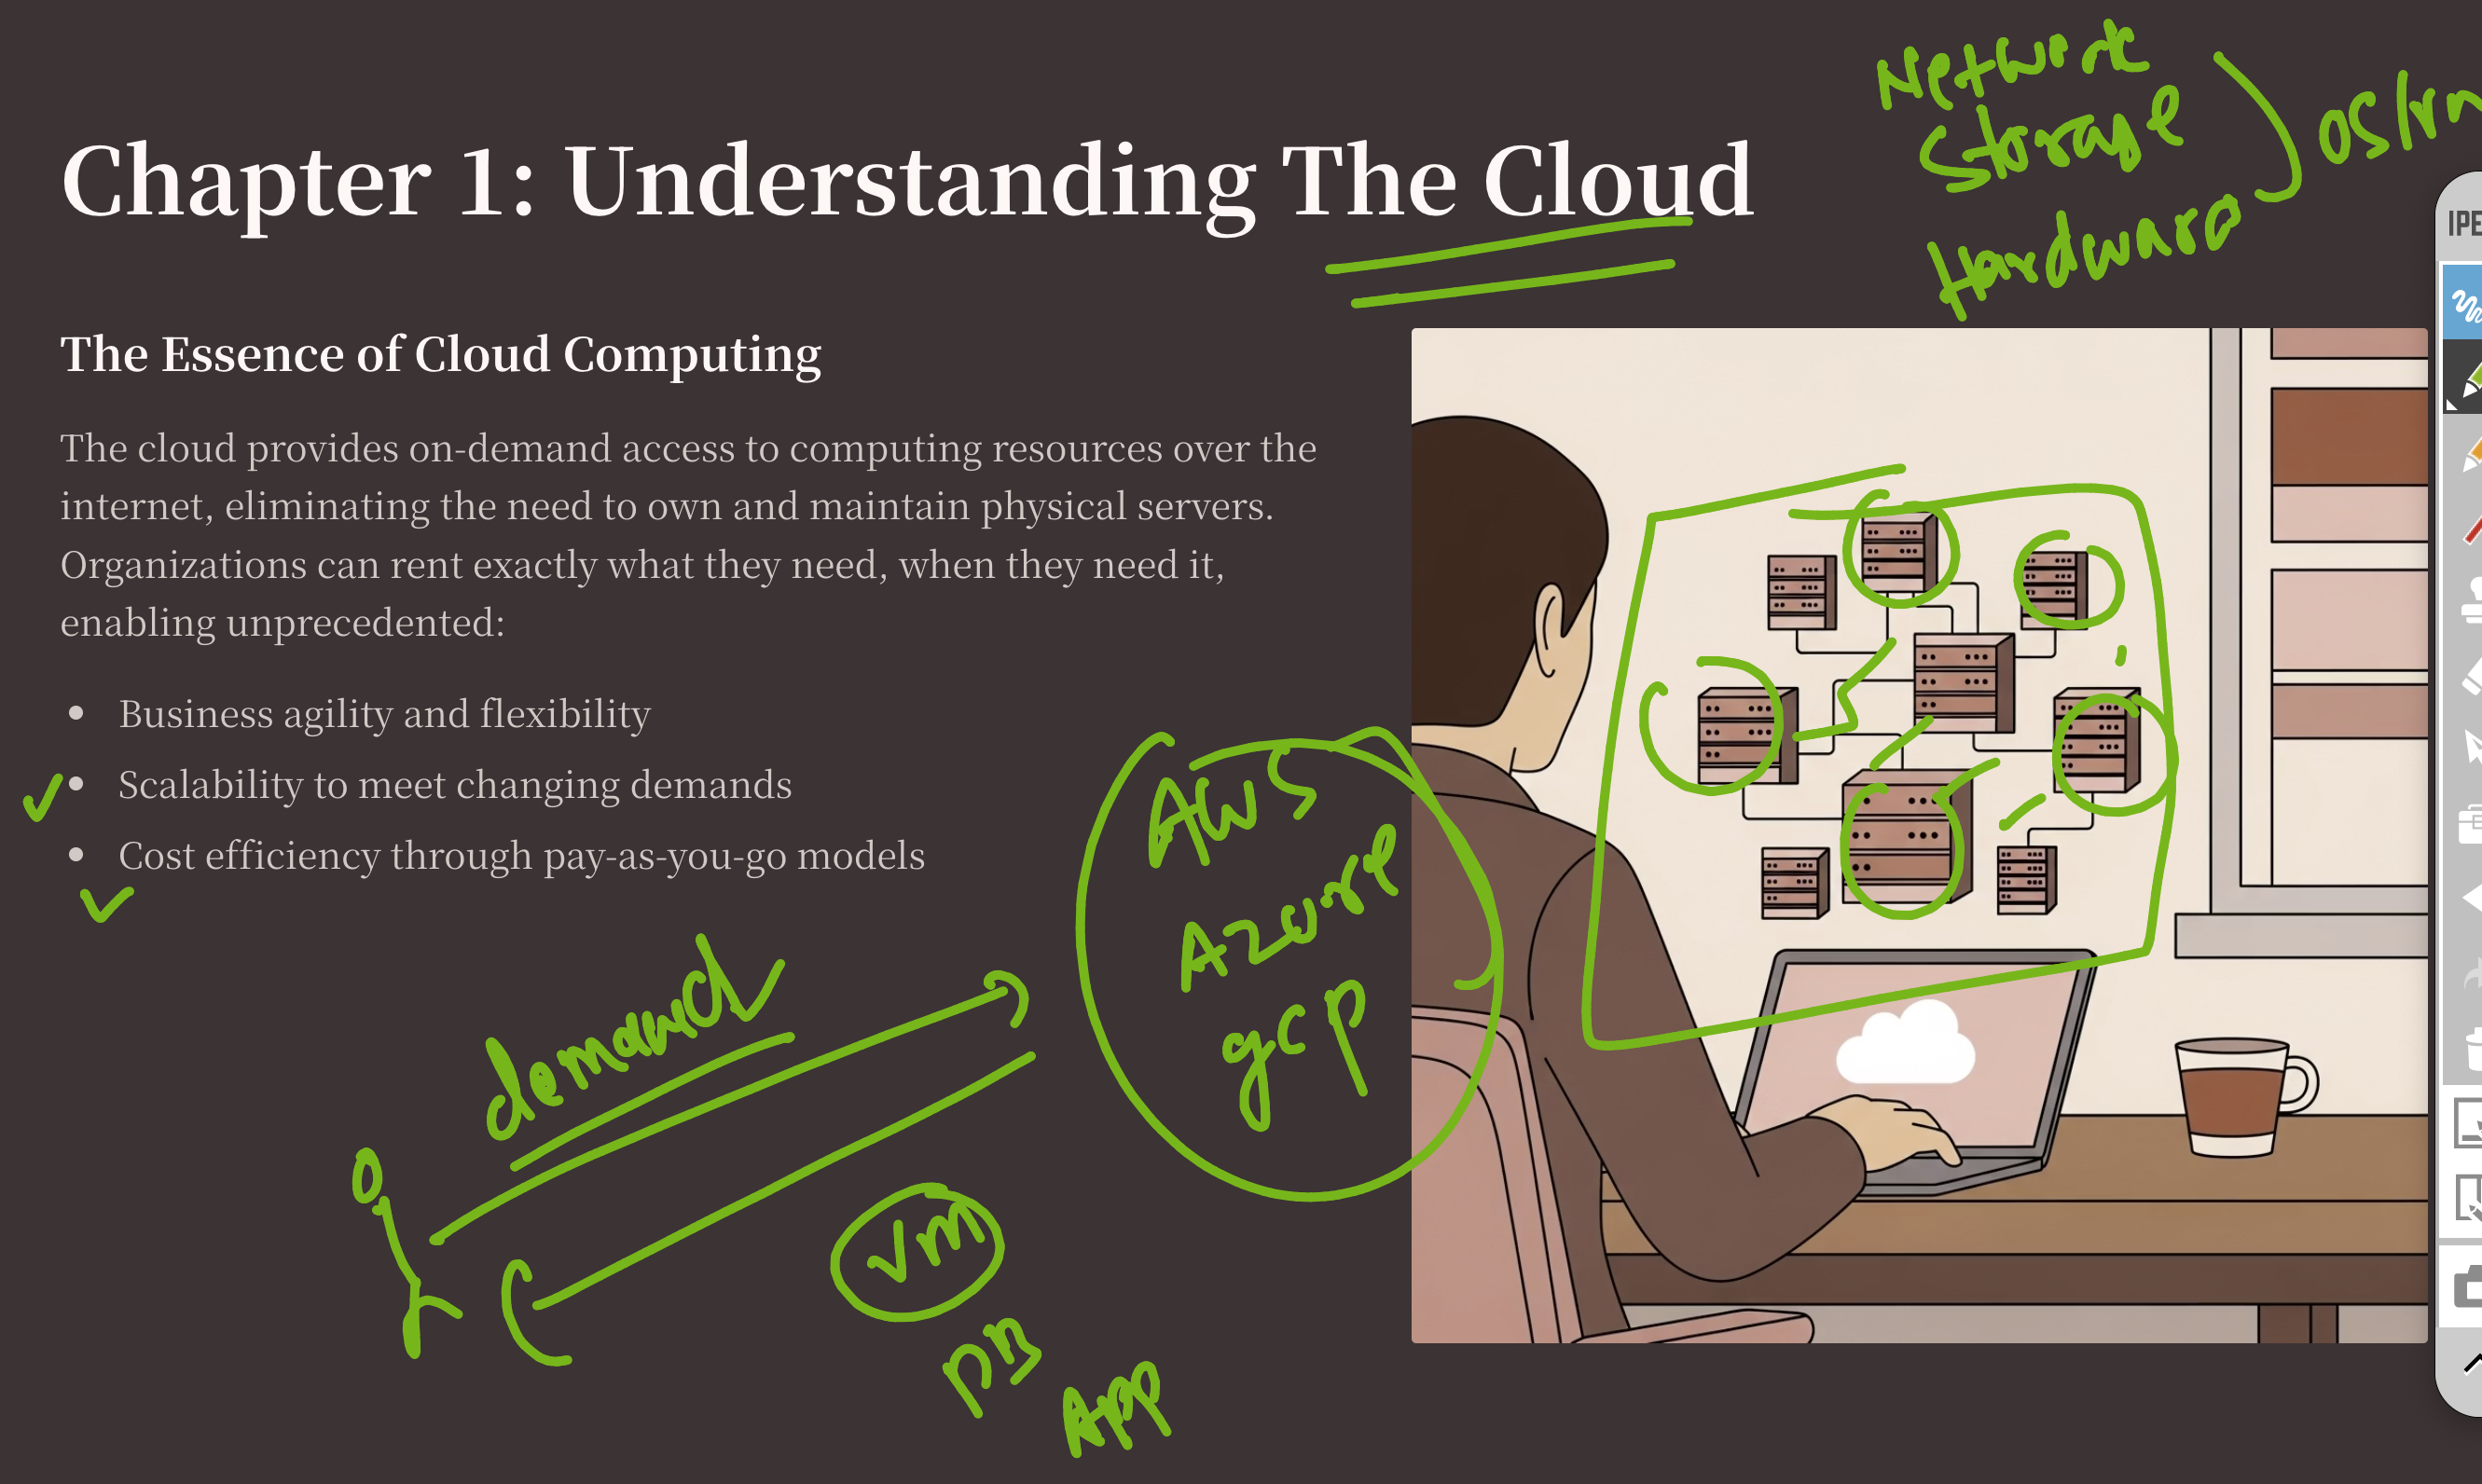 Network
Storage
Hardware
Chapter 1: Understanding The Cloud
The Essence of Cloud Computing
The cloud provides on-demand access to computing resources over the
internet, eliminating the need to own and maintain physical servers.
Organizations can rent exactly what they need, when they need it,
enabling unprecedented:
• Business agility and flexibility
• Scalability to meet changing demands
• Cost efficiency through pay-as-you-go models
AWS
Azure
gcp
demand
VM
DB
App